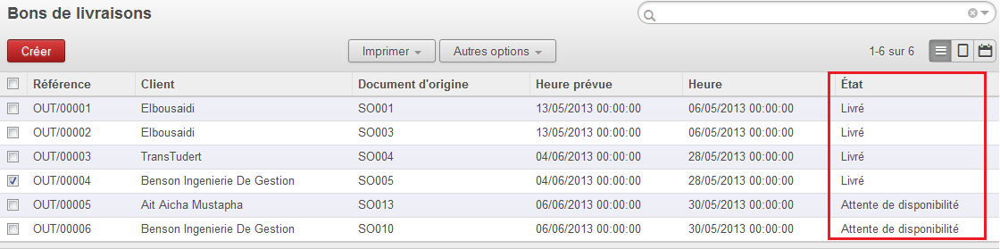 Bons de livraisons
Créer Imprimer Autres options 1-6 sur 6
Référence Client Document d'origine Heure prévue Heure État
OUT/00001 Elbousaidi SO001 13/05/2013 00:00:00 06/05/2013 00:00:00 Livré
OUT/00002 Elbousaidi SO003 13/05/2013 00:00:00 06/05/2013 00:00:00 Livré
OUT/00003 TransTudert SO004 04/06/2013 00:00:00 28/05/2013 00:00:00 Livré
OUT/00004 Benson Ingenierie De Gestion SO005 04/06/2013 00:00:00 28/05/2013 00:00:00 Livré
OUT/00005 Ait Aicha Mustapha SO013 06/06/2013 00:00:00 30/05/2013 00:00:00 Attente de disponibilité
OUT/00006 Benson Ingenierie De Gestion SO010 06/06/2013 00:00:00 30/05/2013 00:00:00 Attente de disponibilité